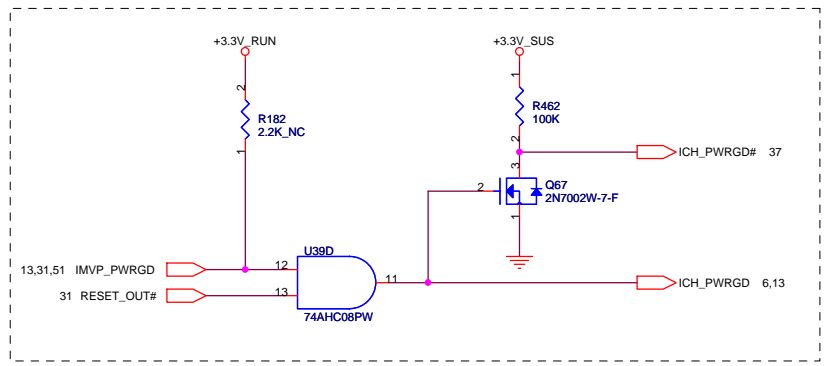 +3.3V_RUN
+3.3V_SUS
1
2
R462
100K
R182
2.2K_NC
2
1
ICH_PWRGD# 37
3
Q67
2N7002W-7-F
2
1
U39D
13,31,51 IMVP_PWRGD
12
11
ICH_PWRGD 6,13
31 RESET_OUT#
13
74AHC08PW